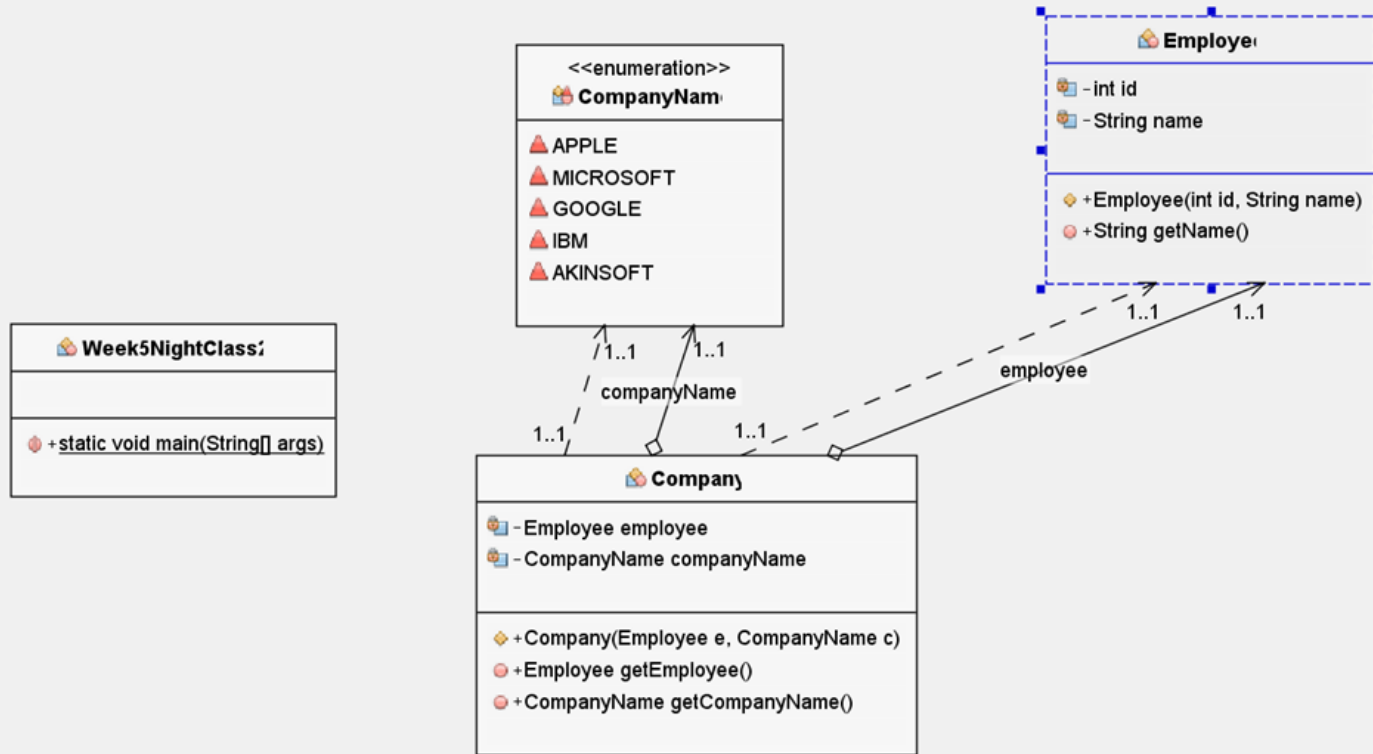 <<enumeration>>
CompanyNam
APPLE
MICROSOFT
GOOGLE
IBM
AKINSOFT
Employe
-int id
-String name
+Employee(int id, String name)
+String getName()
1..1
1..1
1..1
1..1
employee
companyName
1..1
1..1
Week5NightClass2
+static void main(String[] args)
Company
-Employee employee
-CompanyName companyName
+Company(Employee e, CompanyName c)
+Employee getEmployee()
+CompanyName getCompanyName()